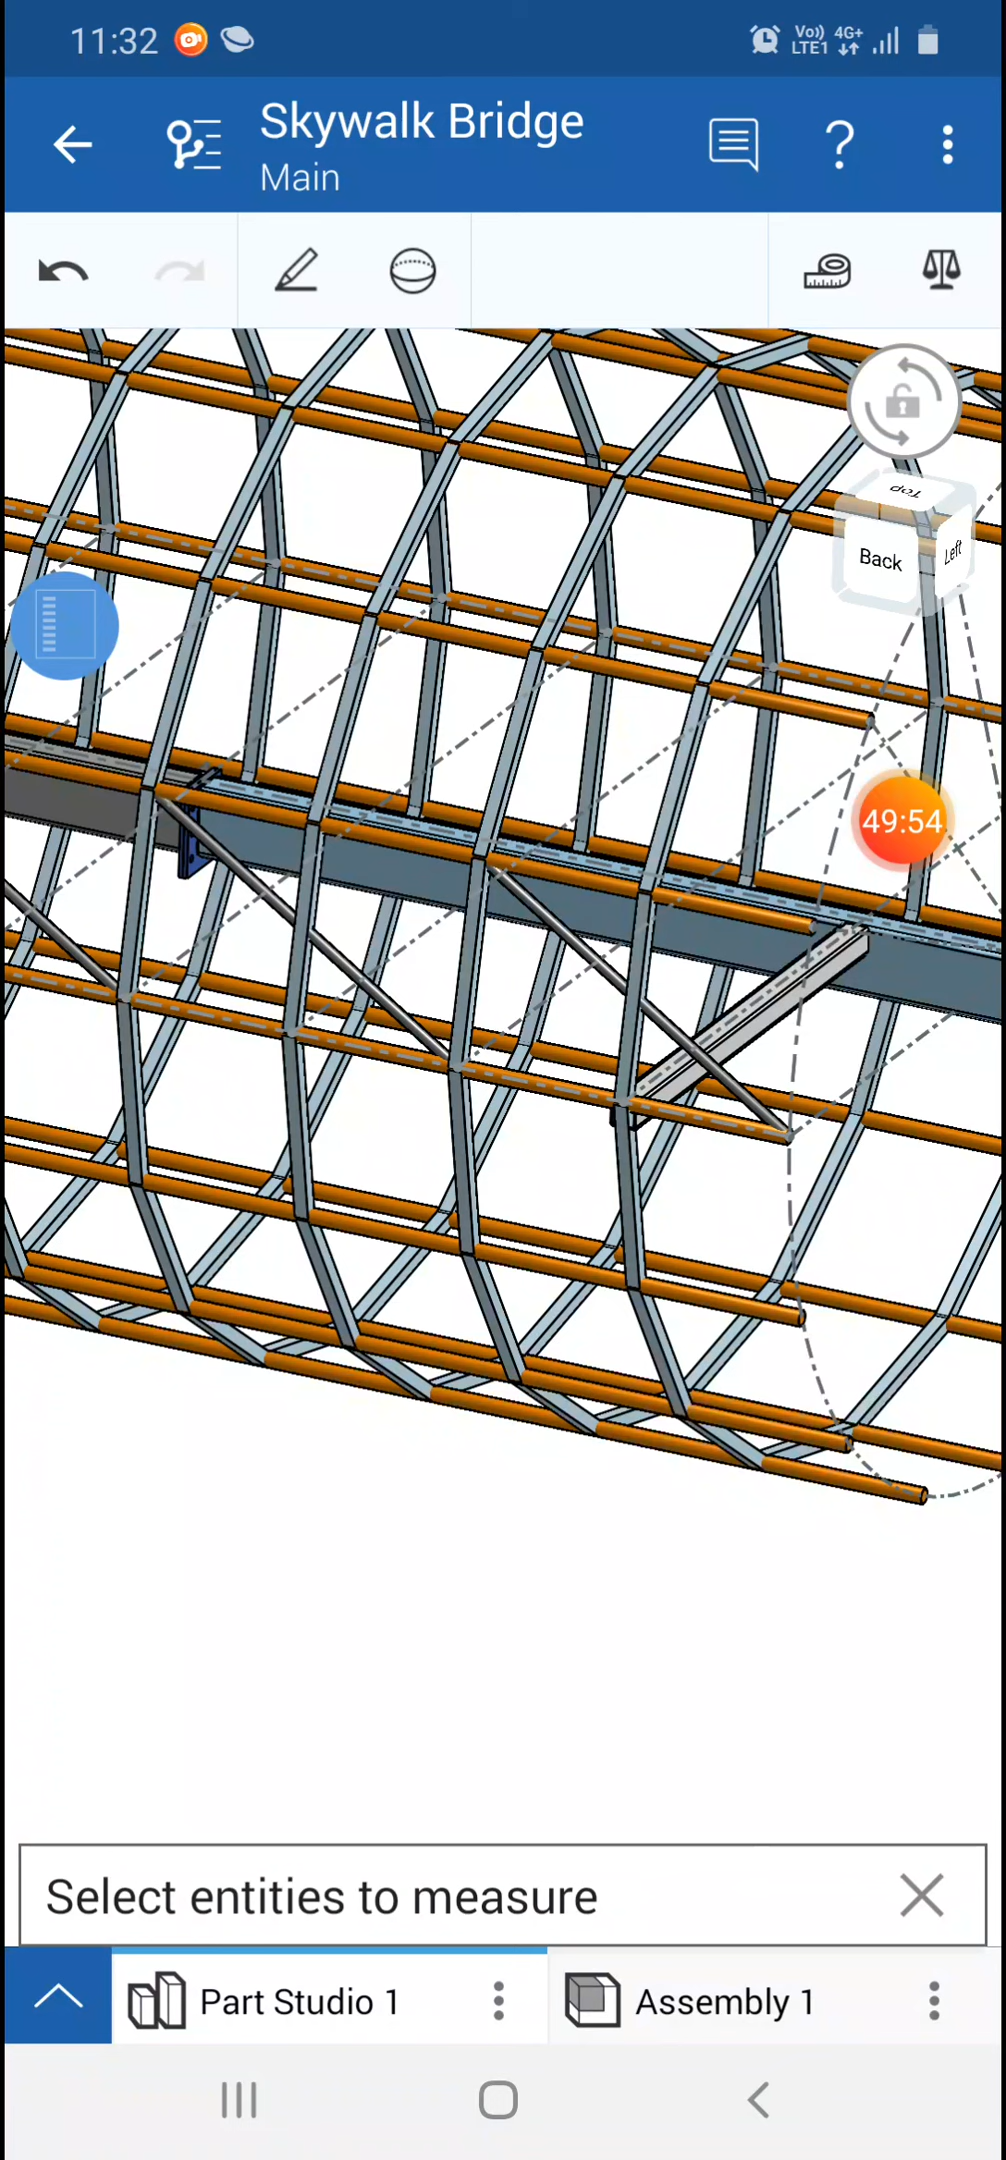 11:32
Vo)) 4G+
LTE1
Skywalk Bridge
Main
?
Top
Back
Left
49:54
Select entities to measure
Part Studio 1
Assembly 1